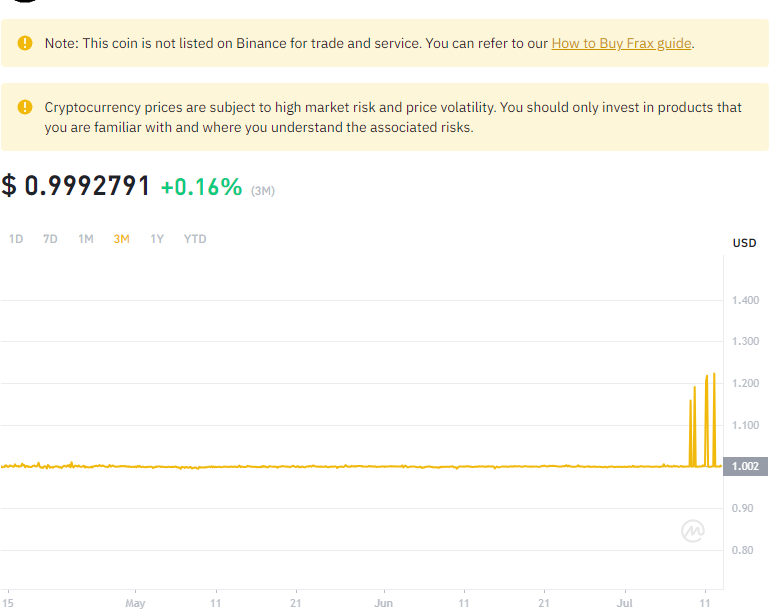 Note: This coin is not listed on Binance for trade and service. You can refer to our How to Buy Frax guide.
Cryptocurrency prices are subject to high market risk and price volatility. You should only invest in products that
you are familiar with and where you understand the associated risks.
$ 0.9992791 +0.16% (3M)
1D 7D 1M 3M 1Y YTD
USD
1.400
1.300
1.200
1.100
1.002
0.90
0.80
15 May 11 21 Jun 11 21 Jul 11